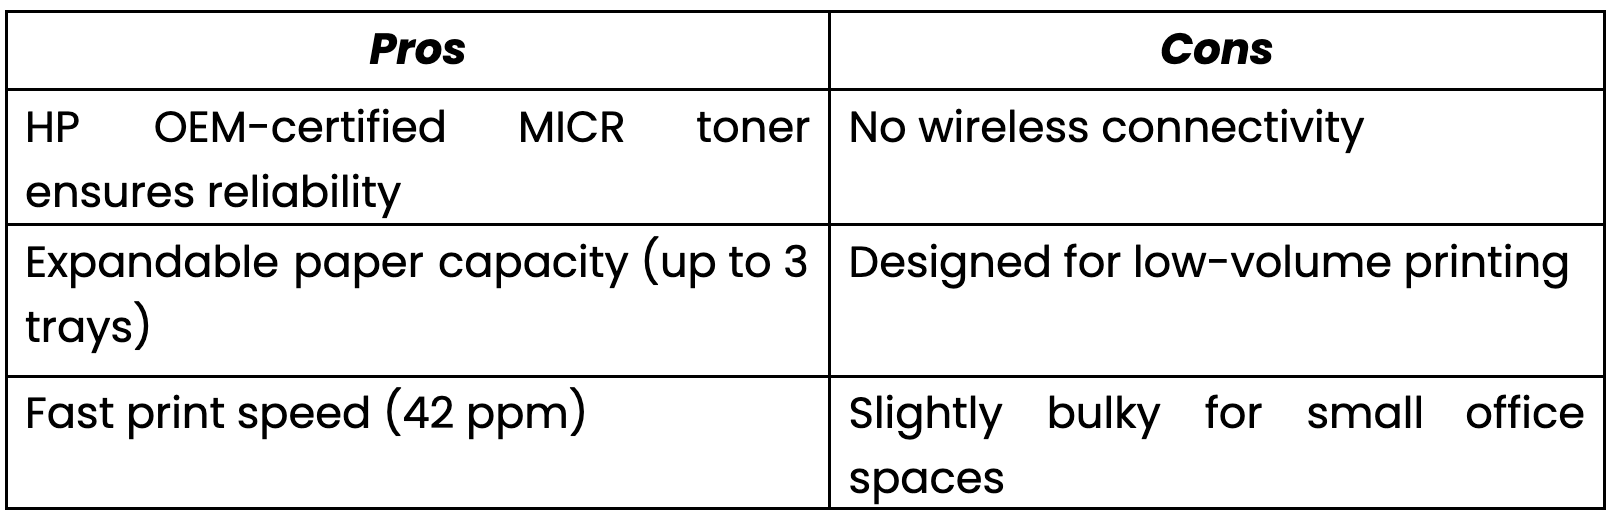 Pros
Cons
HP OEM-certified MICR toner
ensures reliability
No wireless connectivity
Expandable paper capacity (up to 3
trays)
Designed for low-volume printing
Fast print speed (42 ppm)
Slightly bulky for small office
spaces